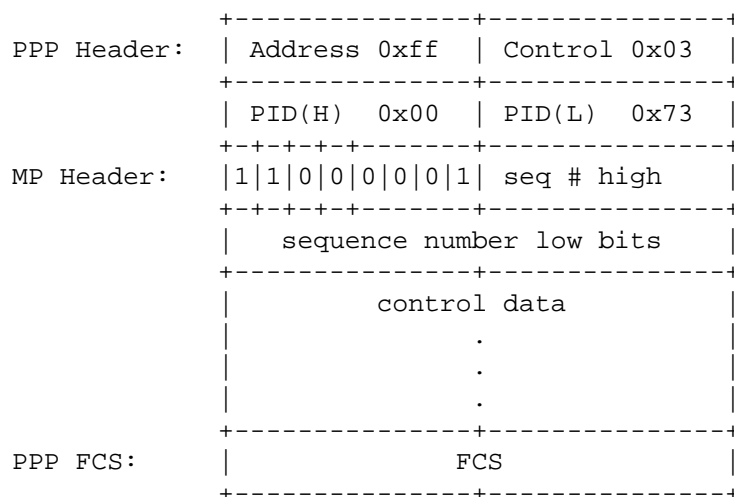 +---------------+---------------+
PPP Header:  | Address 0xff  | Control 0x03  |
             +---------------+---------------+
             | PID(H)  0x00  | PID(L)  0x73  |
             +-+-+-+-+-------+---------------+
MP Header:   |1|1|0|0|0|0|0|1| seq # high    |
             +-+-+-+-+-------+---------------+
             |   sequence number low bits    |
             +---------------+---------------+
             |         control data          |
             |               .               |
             |               .               |
             |               .               |
             +---------------+---------------+
PPP FCS:     |              FCS              |
             +---------------+---------------+